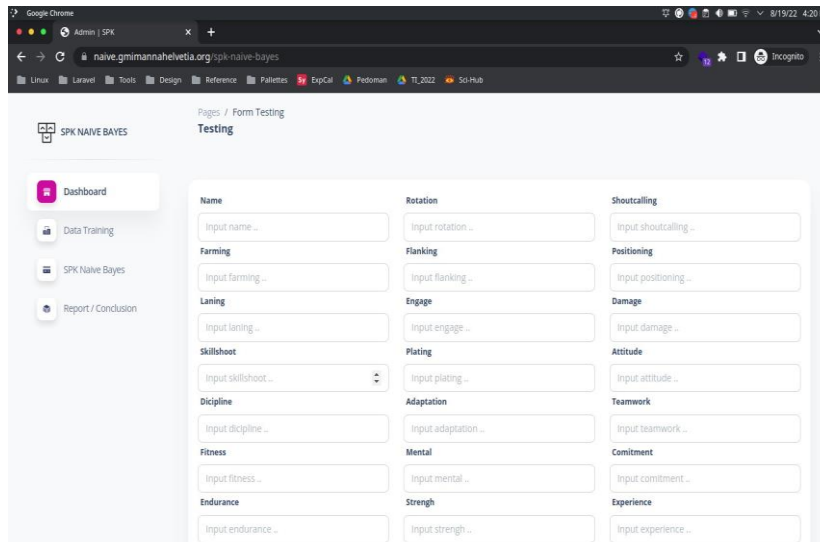 Google Chrome 8/19/22 4:20
Admin | SPK
naive.gmimannahelvetia.org/spk-naive-bayes 12 Incognito
Linux Laravel Tools Design Reference Pallettes Sy ExpCal Pedoman TI_2022 Sci-Hub
Pages / Form Testing
Testing
SPK NAIVE BAYES
Dashboard
Data Training
SPK Naive Bayes
Report / Conclusion
Name Rotation Shoutcalling
Input name .. Input rotation .. Input shoutcalling ..
Farming Flanking Positioning
Input farming .. Input flanking .. Input positioning ..
Laning Engage Damage
Input laning .. Input engage .. Input damage ..
Skillshoot Plating Attitude
Input skillshoot .. Input plating .. Input attitude ..
Dicipline Adaptation Teamwork
Input dicipline .. Input adaptation .. Input teamwork ..
Fitness Mental Comitment
Input fitness .. Input mental .. Input comitment ..
Endurance Strengh Experience
Input endurance .. Input strengh .. Input experience ..